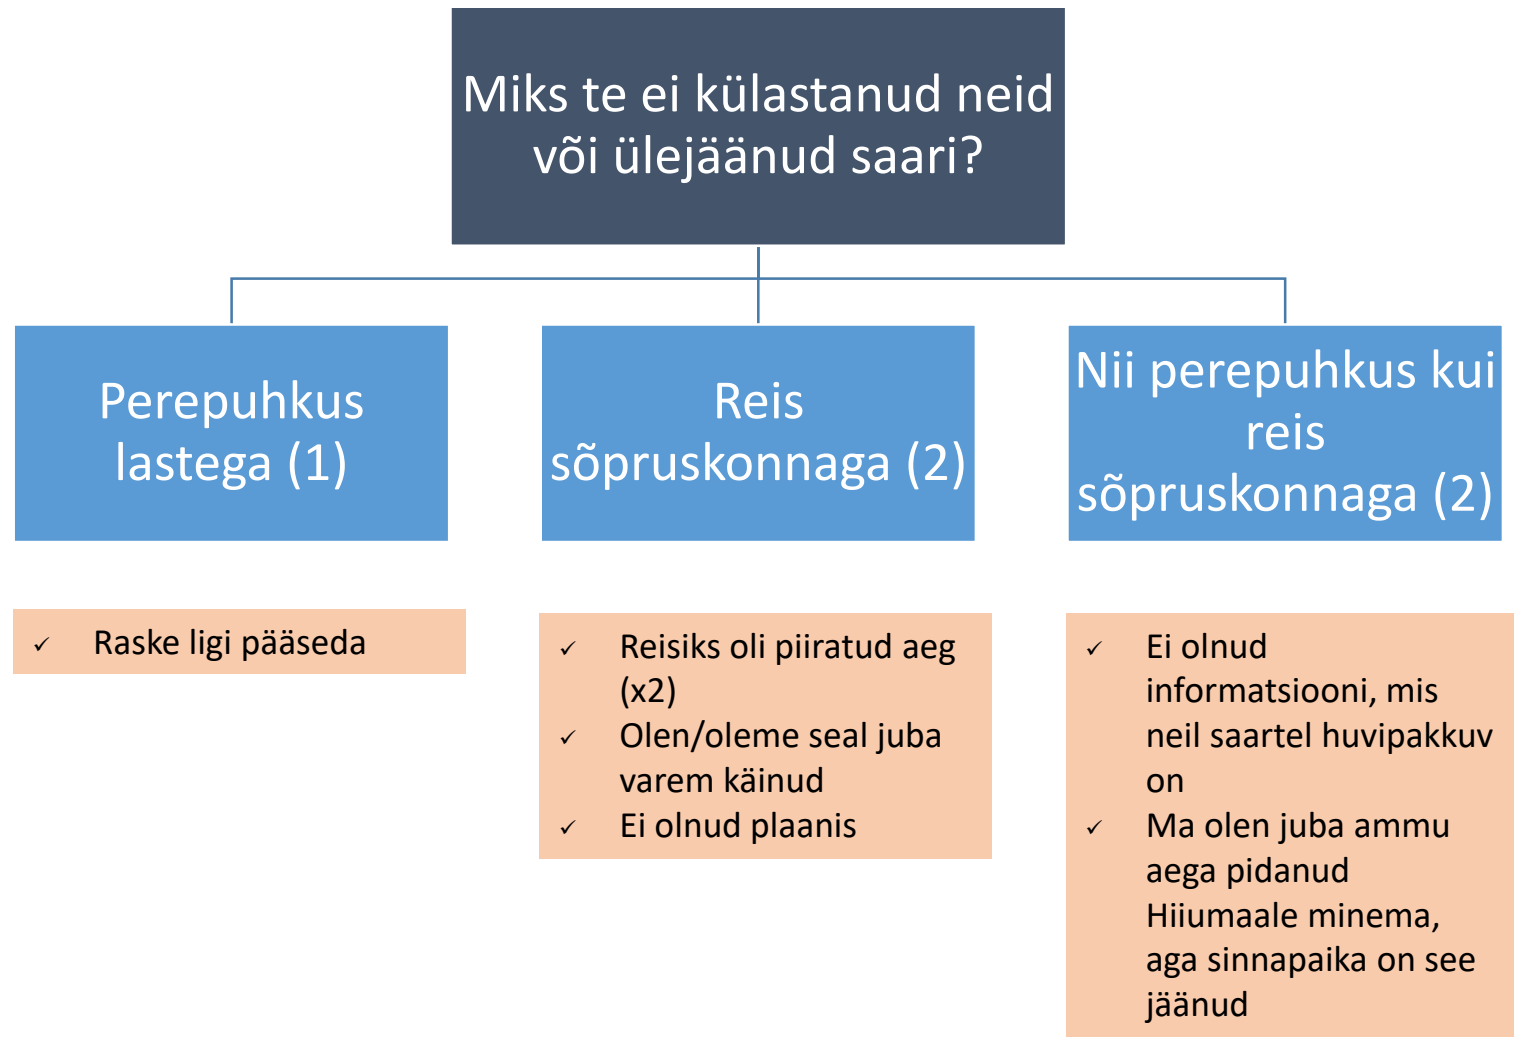 Miks te ei külastanud neid
või ülejäänud saari?
Perepuhkus
lastega (1)
Reis
sõpruskonnaga (2)
Nii perepuhkus kui
reis
sõpruskonnaga (2)
✓ Raske ligi pääseda
✓ Reisiks oli piiratud aeg
(x2)
✓ Olen/oleme seal juba
varem käinud
✓ Ei olnud plaanis
✓ Ei olnud
informatsiooni, mis
neil saartel huvipakkuv
on
✓ Ma olen juba ammu
aega pidanud
Hiiumaale minema,
aga sinnapaika on see
jäänud